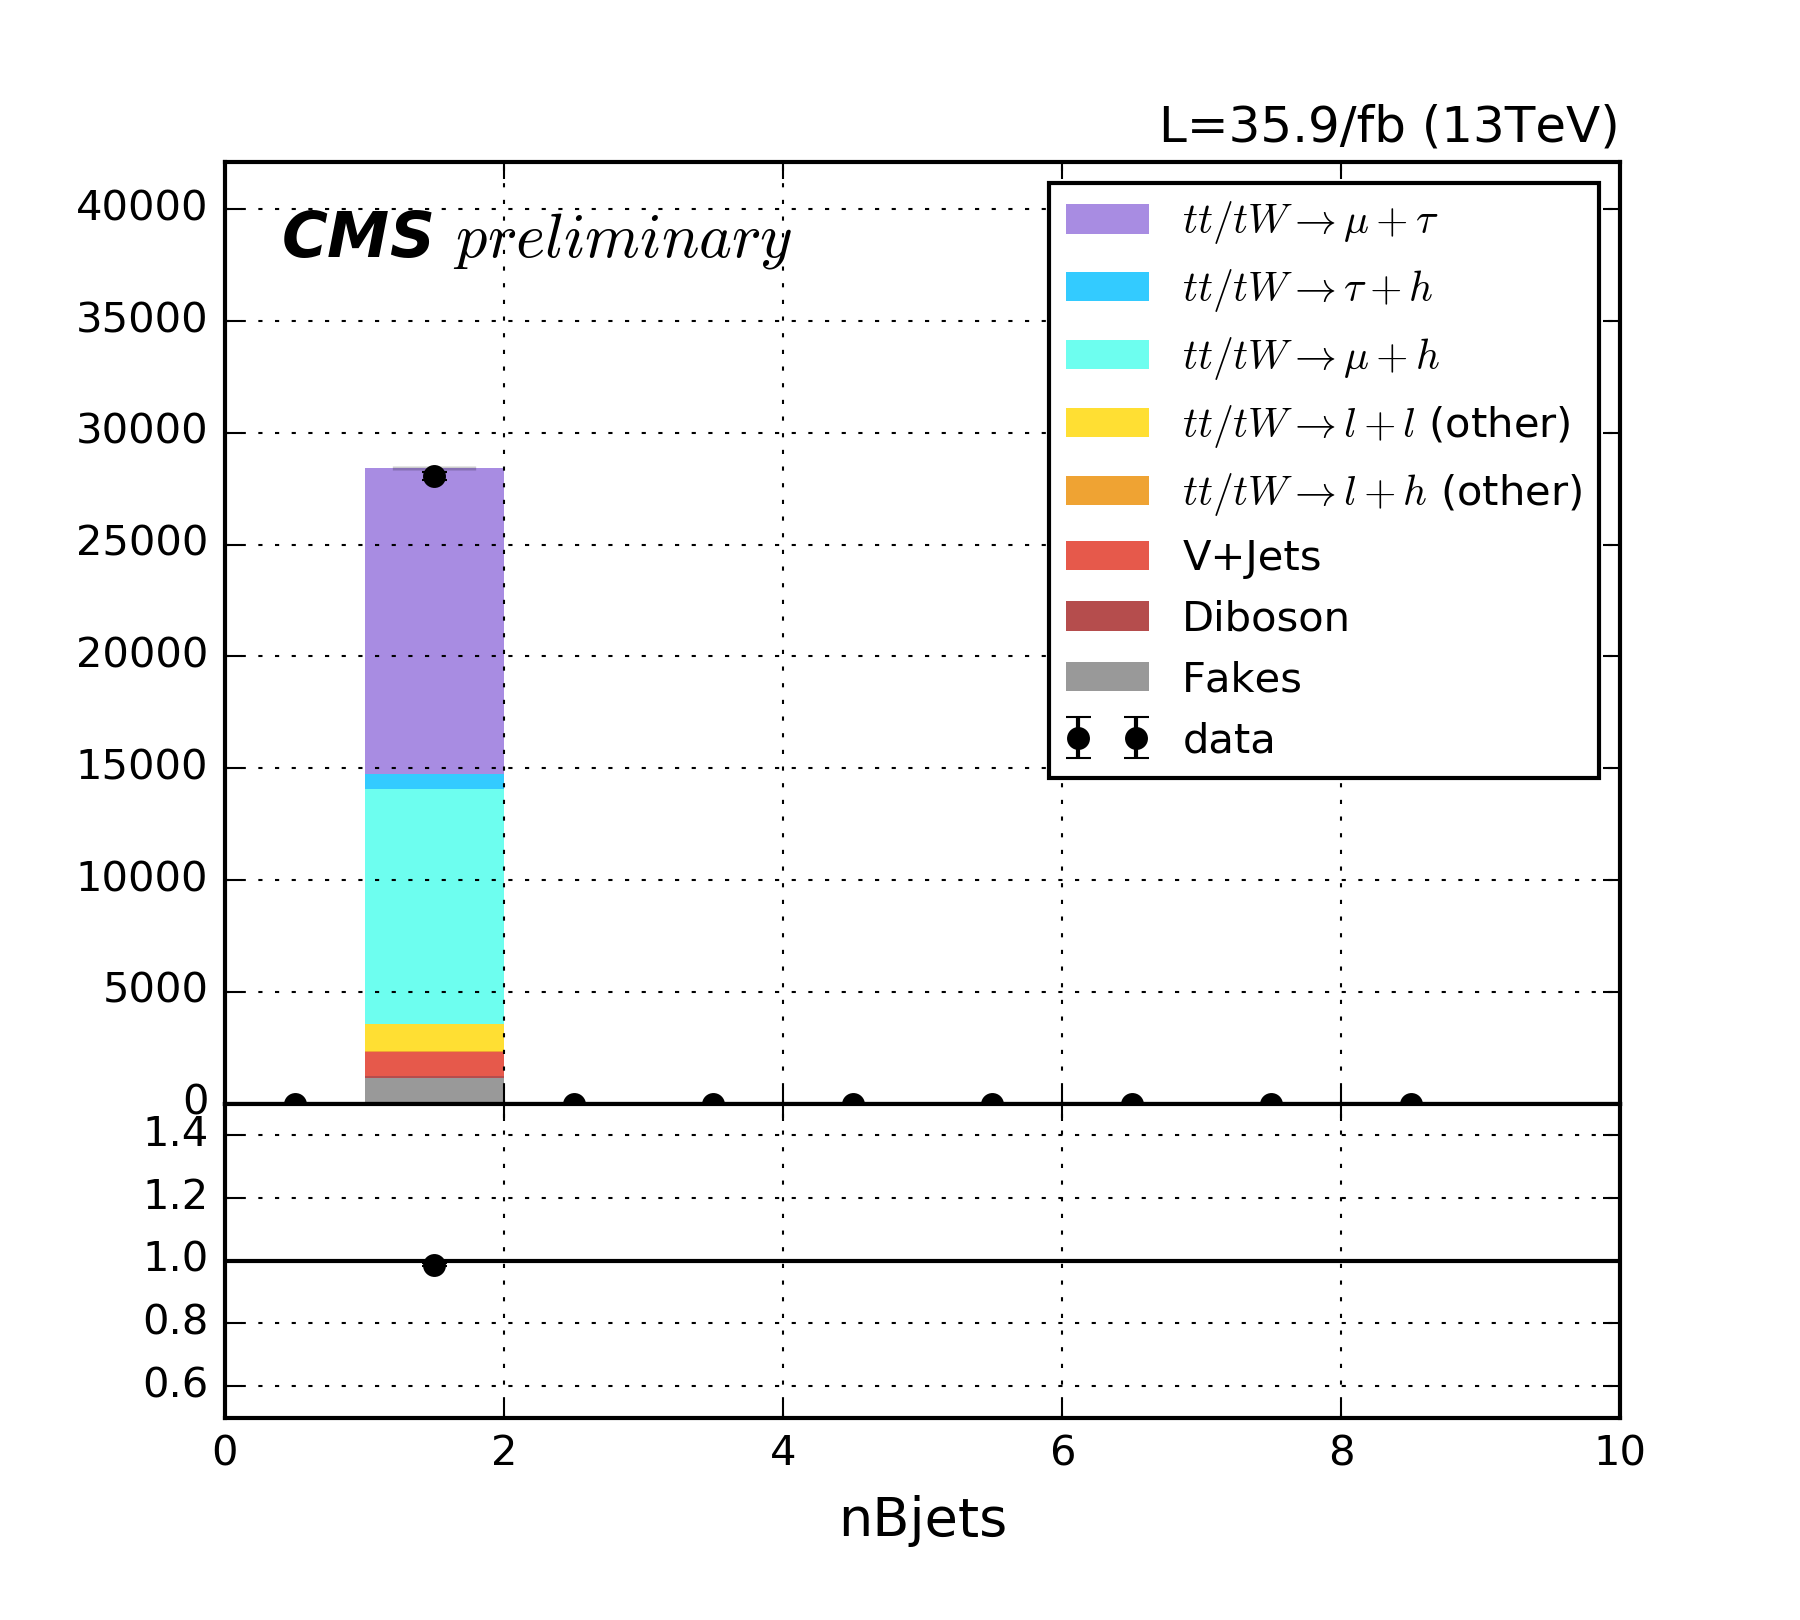 L=35.9/fb (13TeV)
CMS preliminary
40000
35000
30000
25000
20000
15000
10000
5000
0
tt/tW → μ + τ
tt/tW → τ + h
tt/tW → μ + h
tt/tW → l + l (other)
tt/tW → l + h (other)
V+Jets
Diboson
Fakes
data
1.4
1.2
1.0
0.8
0.6
0 2 4 6 8 10
nBjets